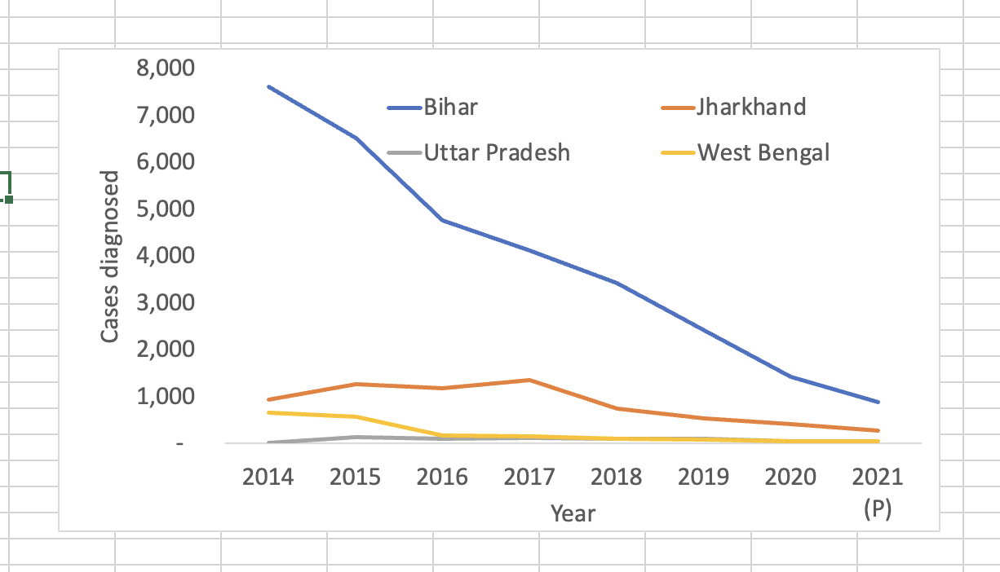 8,000
7,000
6,000
5,000
4,000
3,000
2,000
1,000
-
Cases diagnosed
Bihar Jharkhand
Uttar Pradesh West Bengal
2014 2015 2016 2017 2018 2019 2020 2021
(P)
Year